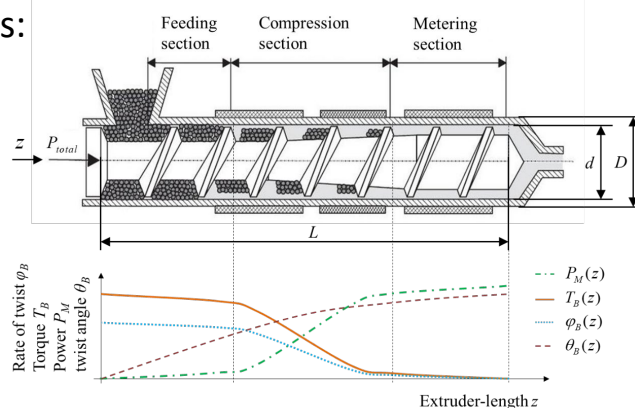 s:
Feeding section
Compression section
Metering section
z
P_total
d
D
L
Rate of twist φ_B
Torque T_B
Power P_M
twist angle θ_B
P_M(z)
T_B(z)
φ_B(z)
θ_B(z)
Extruder-length z